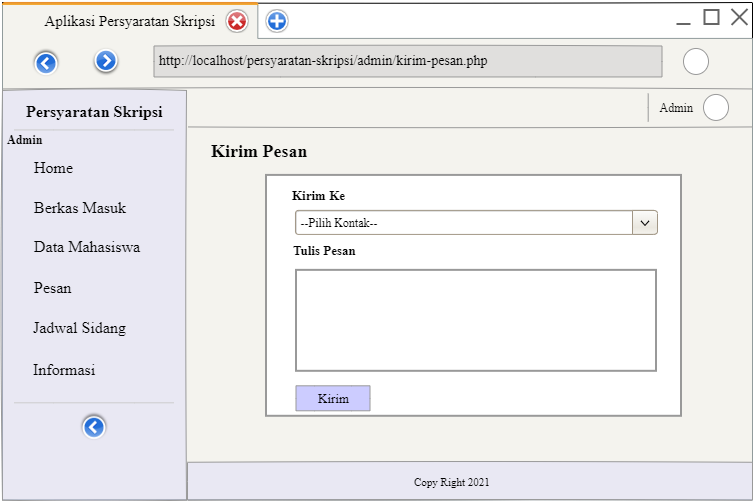 Aplikasi Persyaratan Skripsi
http://localhost/persyaratan-skripsi/admin/kirim-pesan.php
Persyaratan Skripsi
Admin
Admin
Home
Berkas Masuk
Data Mahasiswa
Pesan
Jadwal Sidang
Informasi
Kirim Pesan
Kirim Ke
--Pilih Kontak--
Tulis Pesan
Kirim
Copy Right 2021